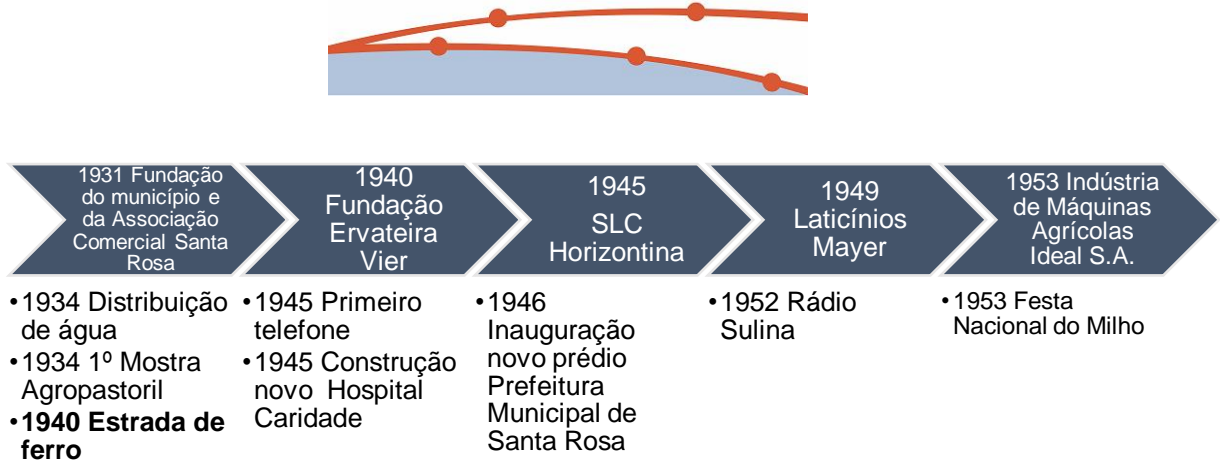 1931 Fundação
do município e
da Associação
Comercial Santa
Rosa
1940
Fundação
Ervateira
Vier
1945
SLC
Horizontina
1949
Laticínios
Mayer
1953 Indústria
de Máquinas
Agrícolas
Ideal S.A.
•1934 Distribuição
de água
•1934 1º Mostra
Agropastoril
•1940 Estrada de
ferro
•1945 Primeiro
telefone
•1945 Construção
novo Hospital
Caridade
•1946
Inauguração
novo prédio
Prefeitura
Municipal de
Santa Rosa
•1952 Rádio
Sulina
•1953 Festa
Nacional do Milho